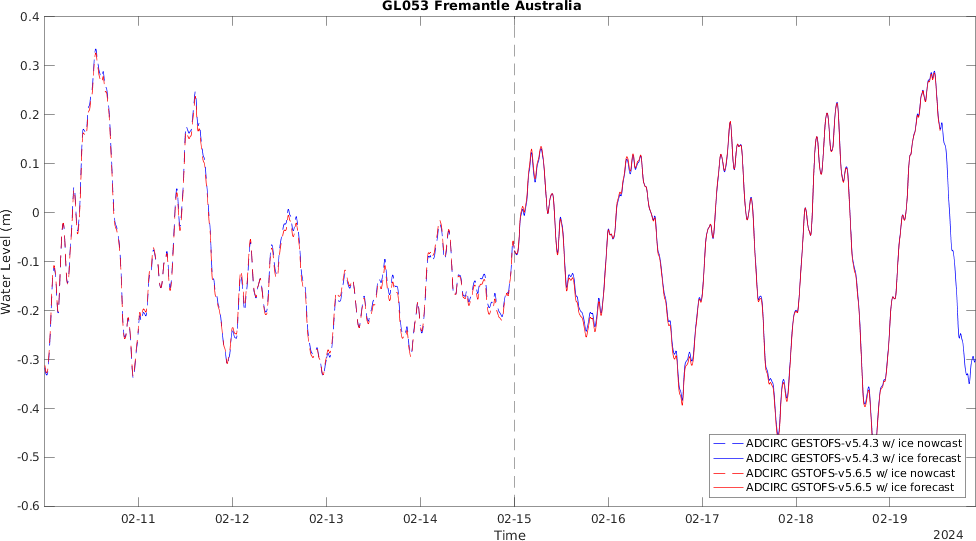 GL053 Fremantle Australia
0.4
0.3
0.2
0.1
0
-0.1
-0.2
-0.3
-0.4
-0.5
-0.6
Water Level (m)
ADCIRC GESTOFS-v5.4.3 w/ ice nowcast
ADCIRC GESTOFS-v5.4.3 w/ ice forecast
ADCIRC GSTOFS-v5.6.5 w/ ice nowcast
ADCIRC GSTOFS-v5.6.5 w/ ice forecast
02-11 02-12 02-13 02-14 02-15 02-16 02-17 02-18 02-19
Time
2024